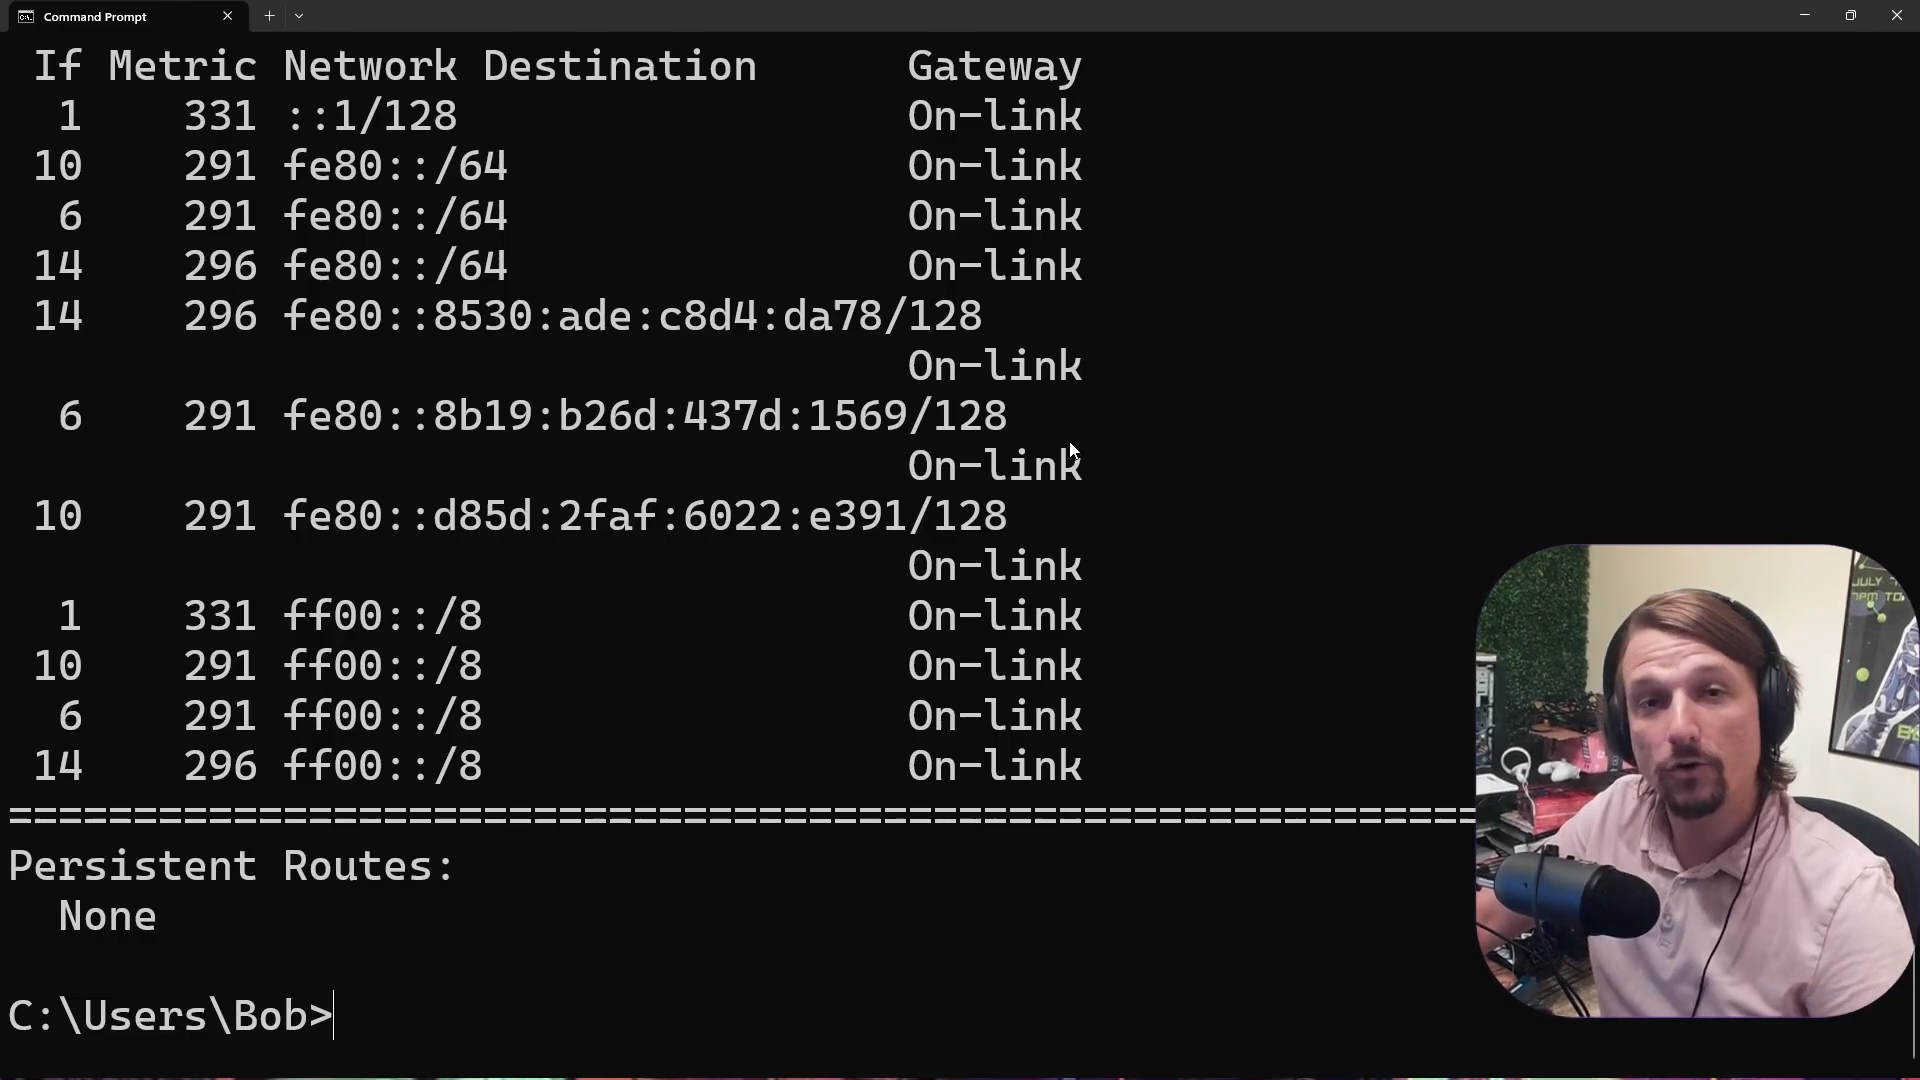 Command Prompt
If Metric Network Destination Gateway
1 331 ::1/128 On-link
10 291 fe80::/64 On-link
6 291 fe80::/64 On-link
14 296 fe80::/64 On-link
14 296 fe80::8530:ade:c8d4:da78/128
On-link
6 291 fe80::8b19:b26d:437d:1569/128
On-link
10 291 fe80::d85d:2faf:6022:e391/128
On-link
1 331 ff00::/8 On-link
10 291 ff00::/8 On-link
6 291 ff00::/8 On-link
14 296 ff00::/8 On-link
===========================================================
Persistent Routes:
None
C:\Users\Bob>
JULY